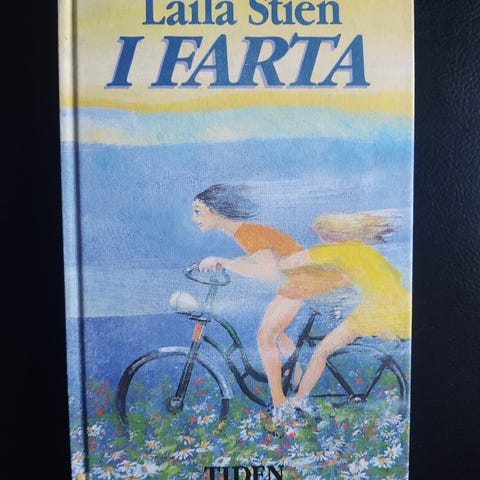 Laila Stien
I FARTA
TIDEN